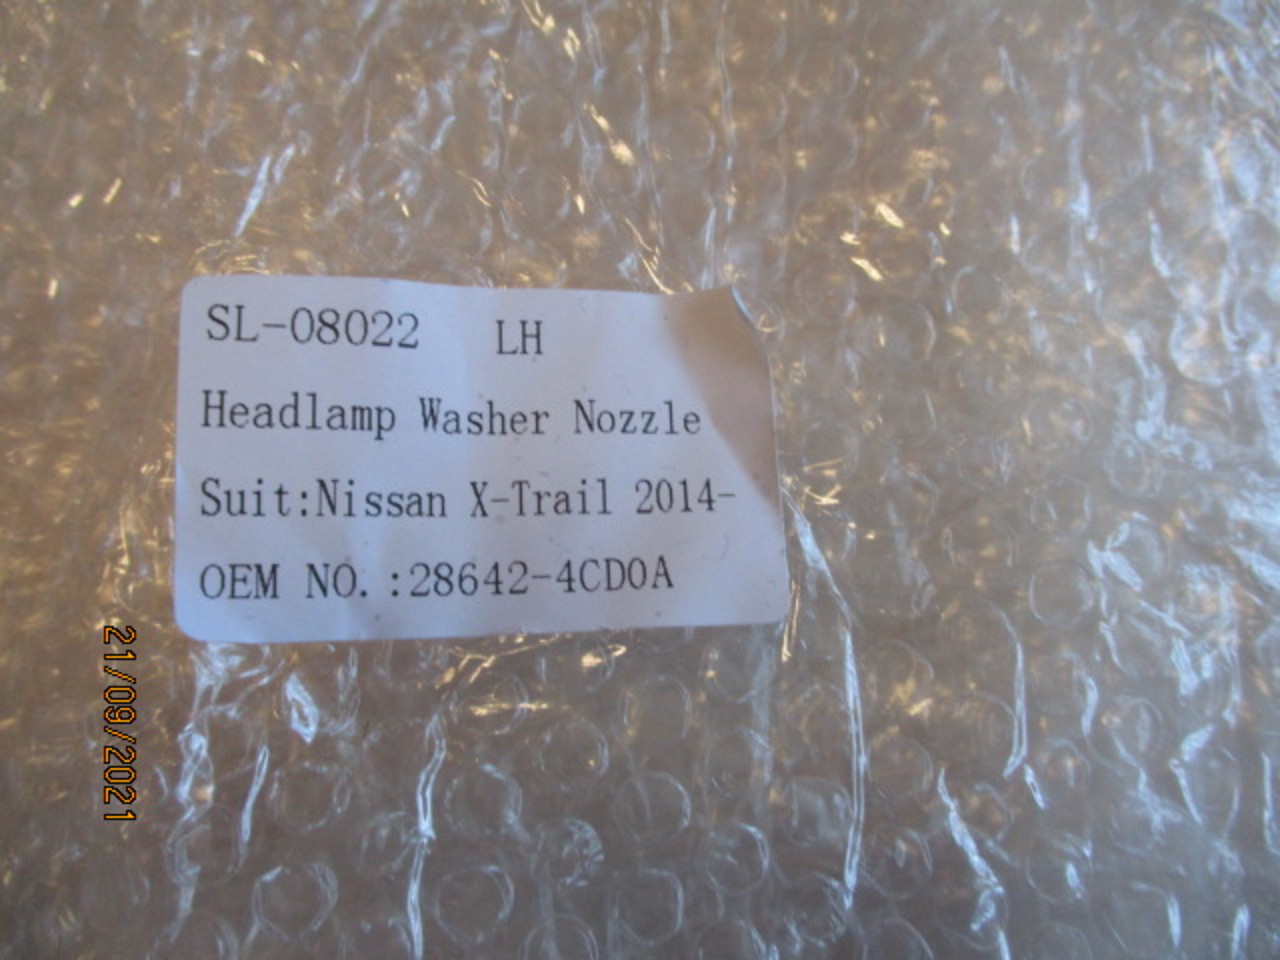 SL-08022 LH
Headlamp Washer Nozzle
Suit:Nissan X-Trail 2014-
OEM NO.:28642-4CD0A
21/09/2021